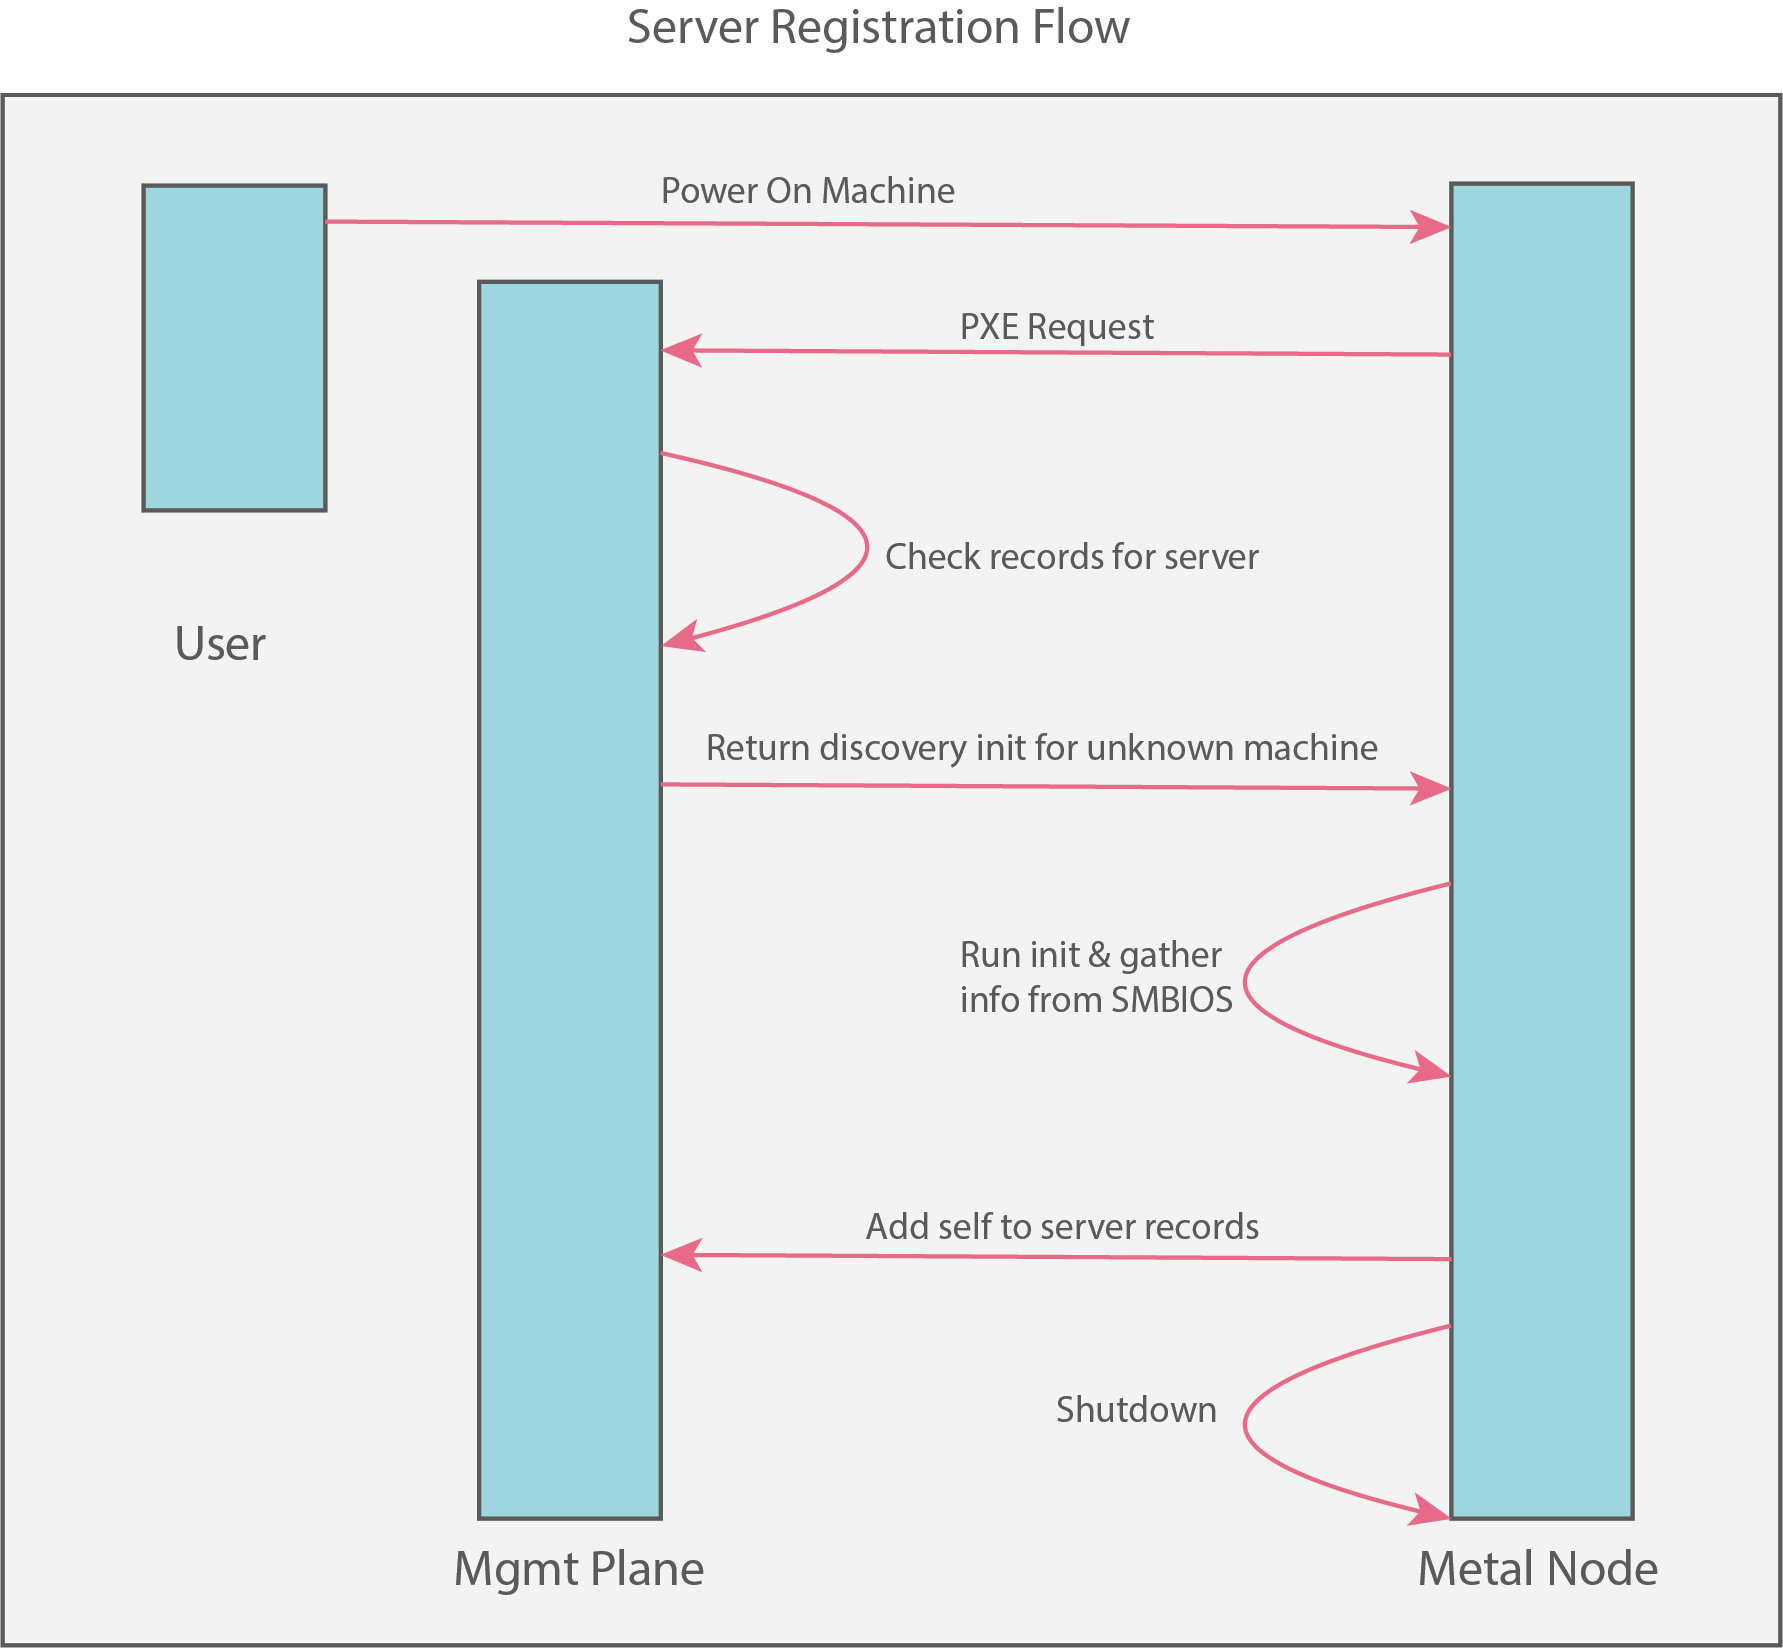 Server Registration Flow
Power On Machine
PXE Request
Check records for server
User
Return discovery init for unknown machine
Run init & gather
info from SMBIOS
Add self to server records
Shutdown
Mgmt Plane
Metal Node